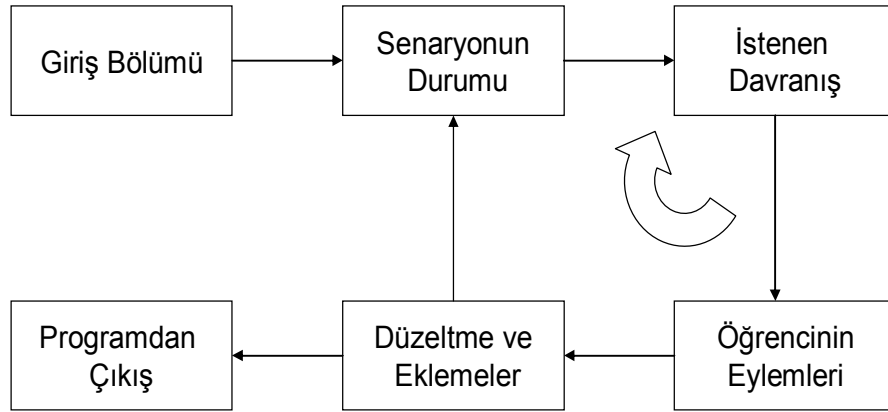 Giriş Bölümü
Senaryonun
Durumu
İstenen
Davranış
Programdan
Çıkış
Düzeltme ve
Eklemeler
Öğrencinin
Eylemleri